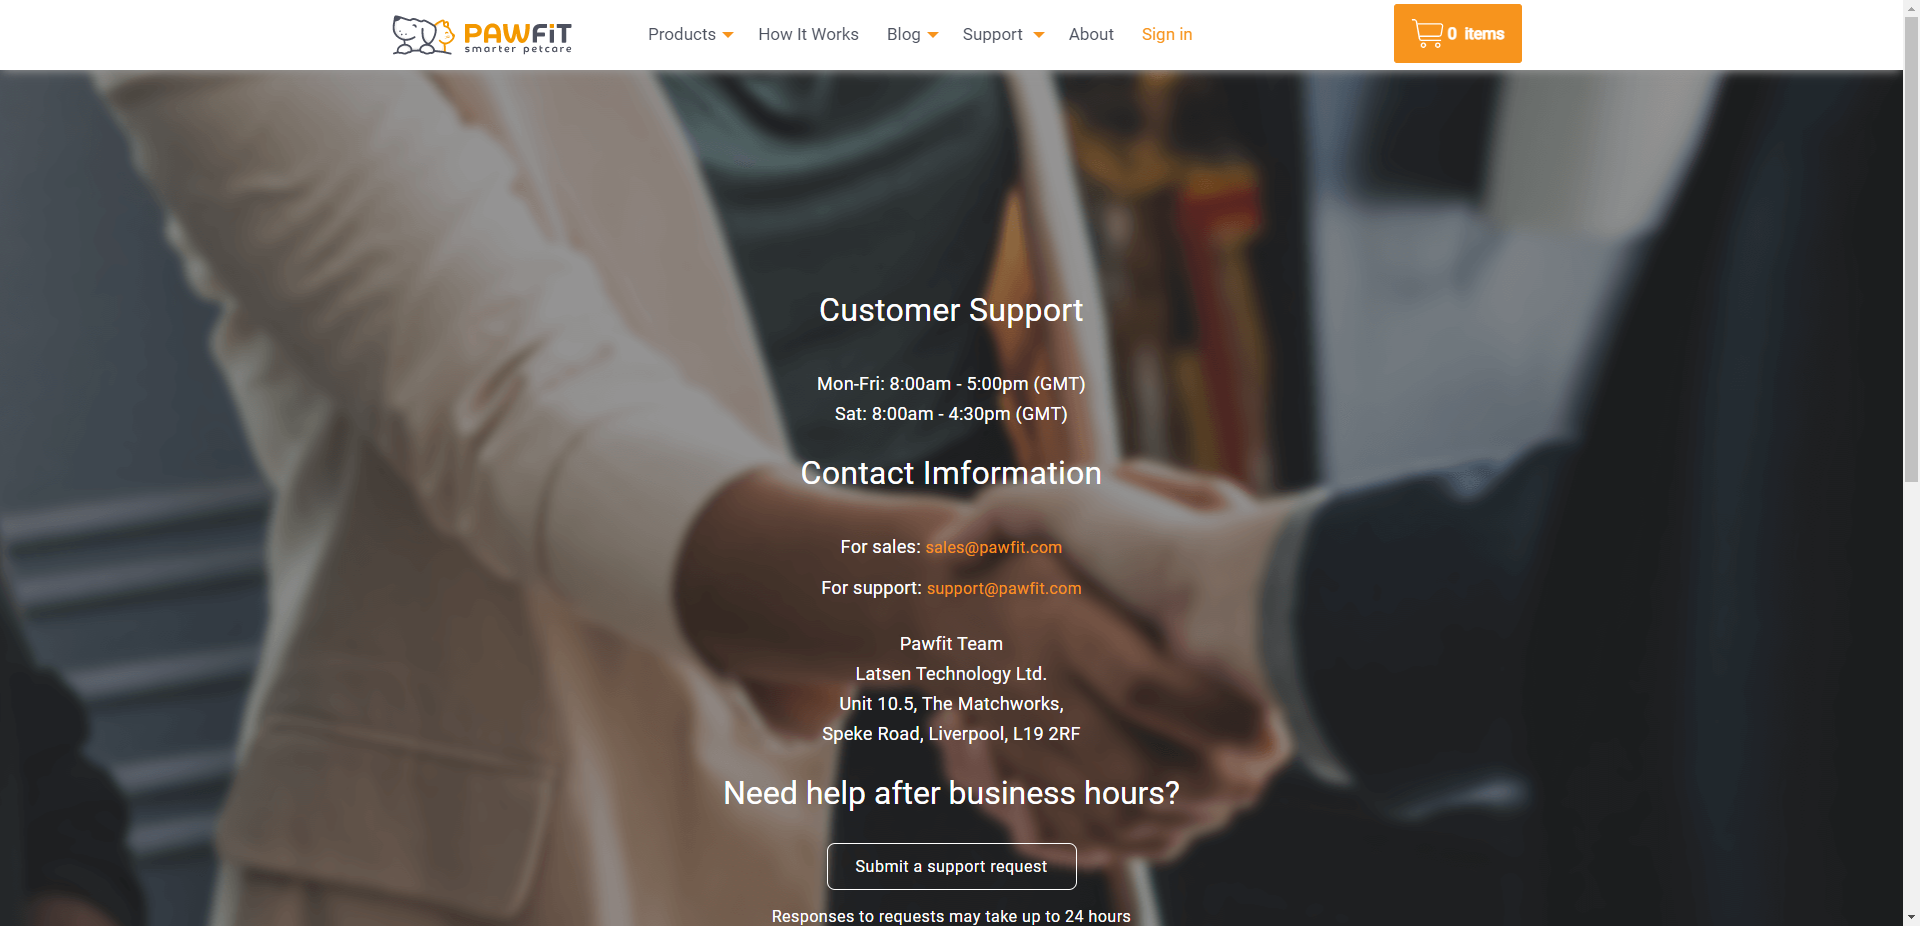 PAWFiT
smarter petcare
Products
How It Works
Blog
Support
About
Sign in
0 items
Customer Support
Mon-Fri: 8:00am - 5:00pm (GMT)
Sat: 8:00am - 4:30pm (GMT)
Contact Imformation
For sales: sales@pawfit.com
For support: support@pawfit.com
Pawfit Team
Latsen Technology Ltd.
Unit 10.5, The Matchworks,
Speke Road, Liverpool, L19 2RF
Need help after business hours?
Submit a support request
Responses to requests may take up to 24 hours